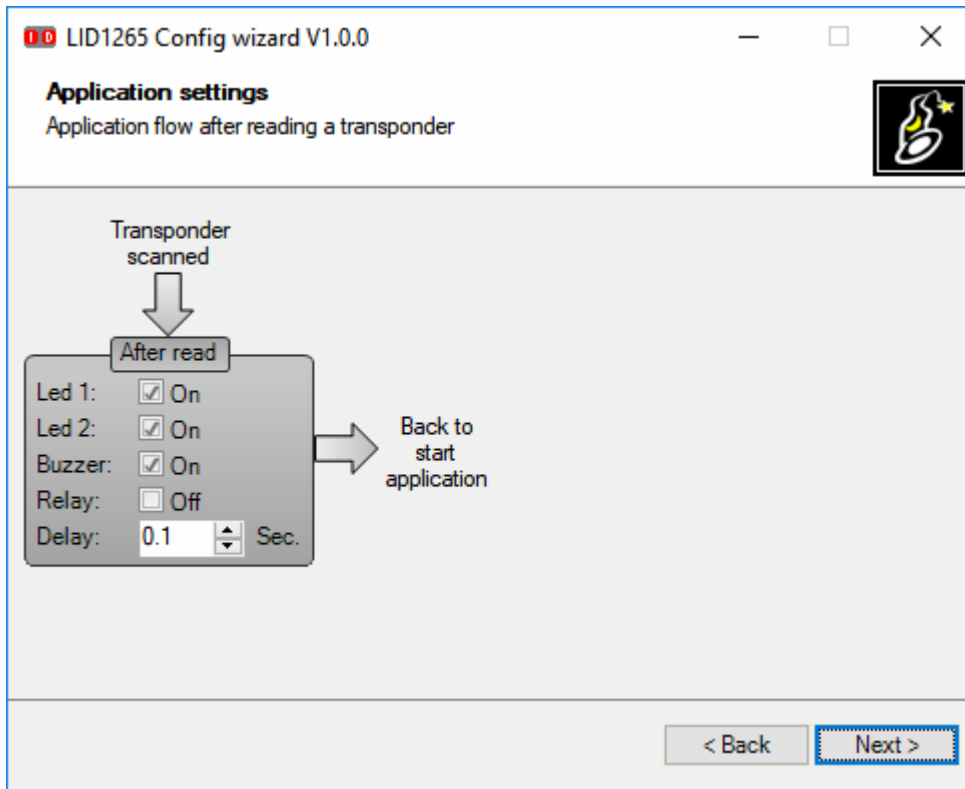 ID LID1265 Config wizard V1.0.0
Application settings
Application flow after reading a transponder
Transponder
scanned
After read
Led 1: On
Led 2: On
Buzzer: On
Relay: Off
Delay: 0.1 Sec.
Back to
start
application
< Back
Next >